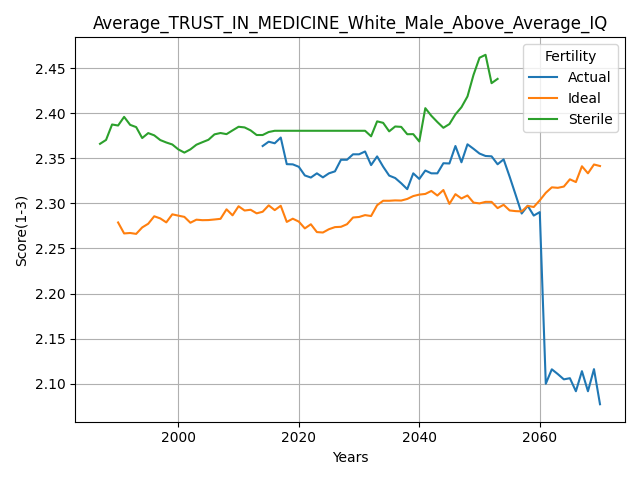 Average_TRUST_IN_MEDICINE_White_Male_Above_Average_IQ
Fertility
Actual
Ideal
Sterile
Score(1-3)
2.45
2.40
2.35
2.30
2.25
2.20
2.15
2.10
2000
2020
2040
2060
Years